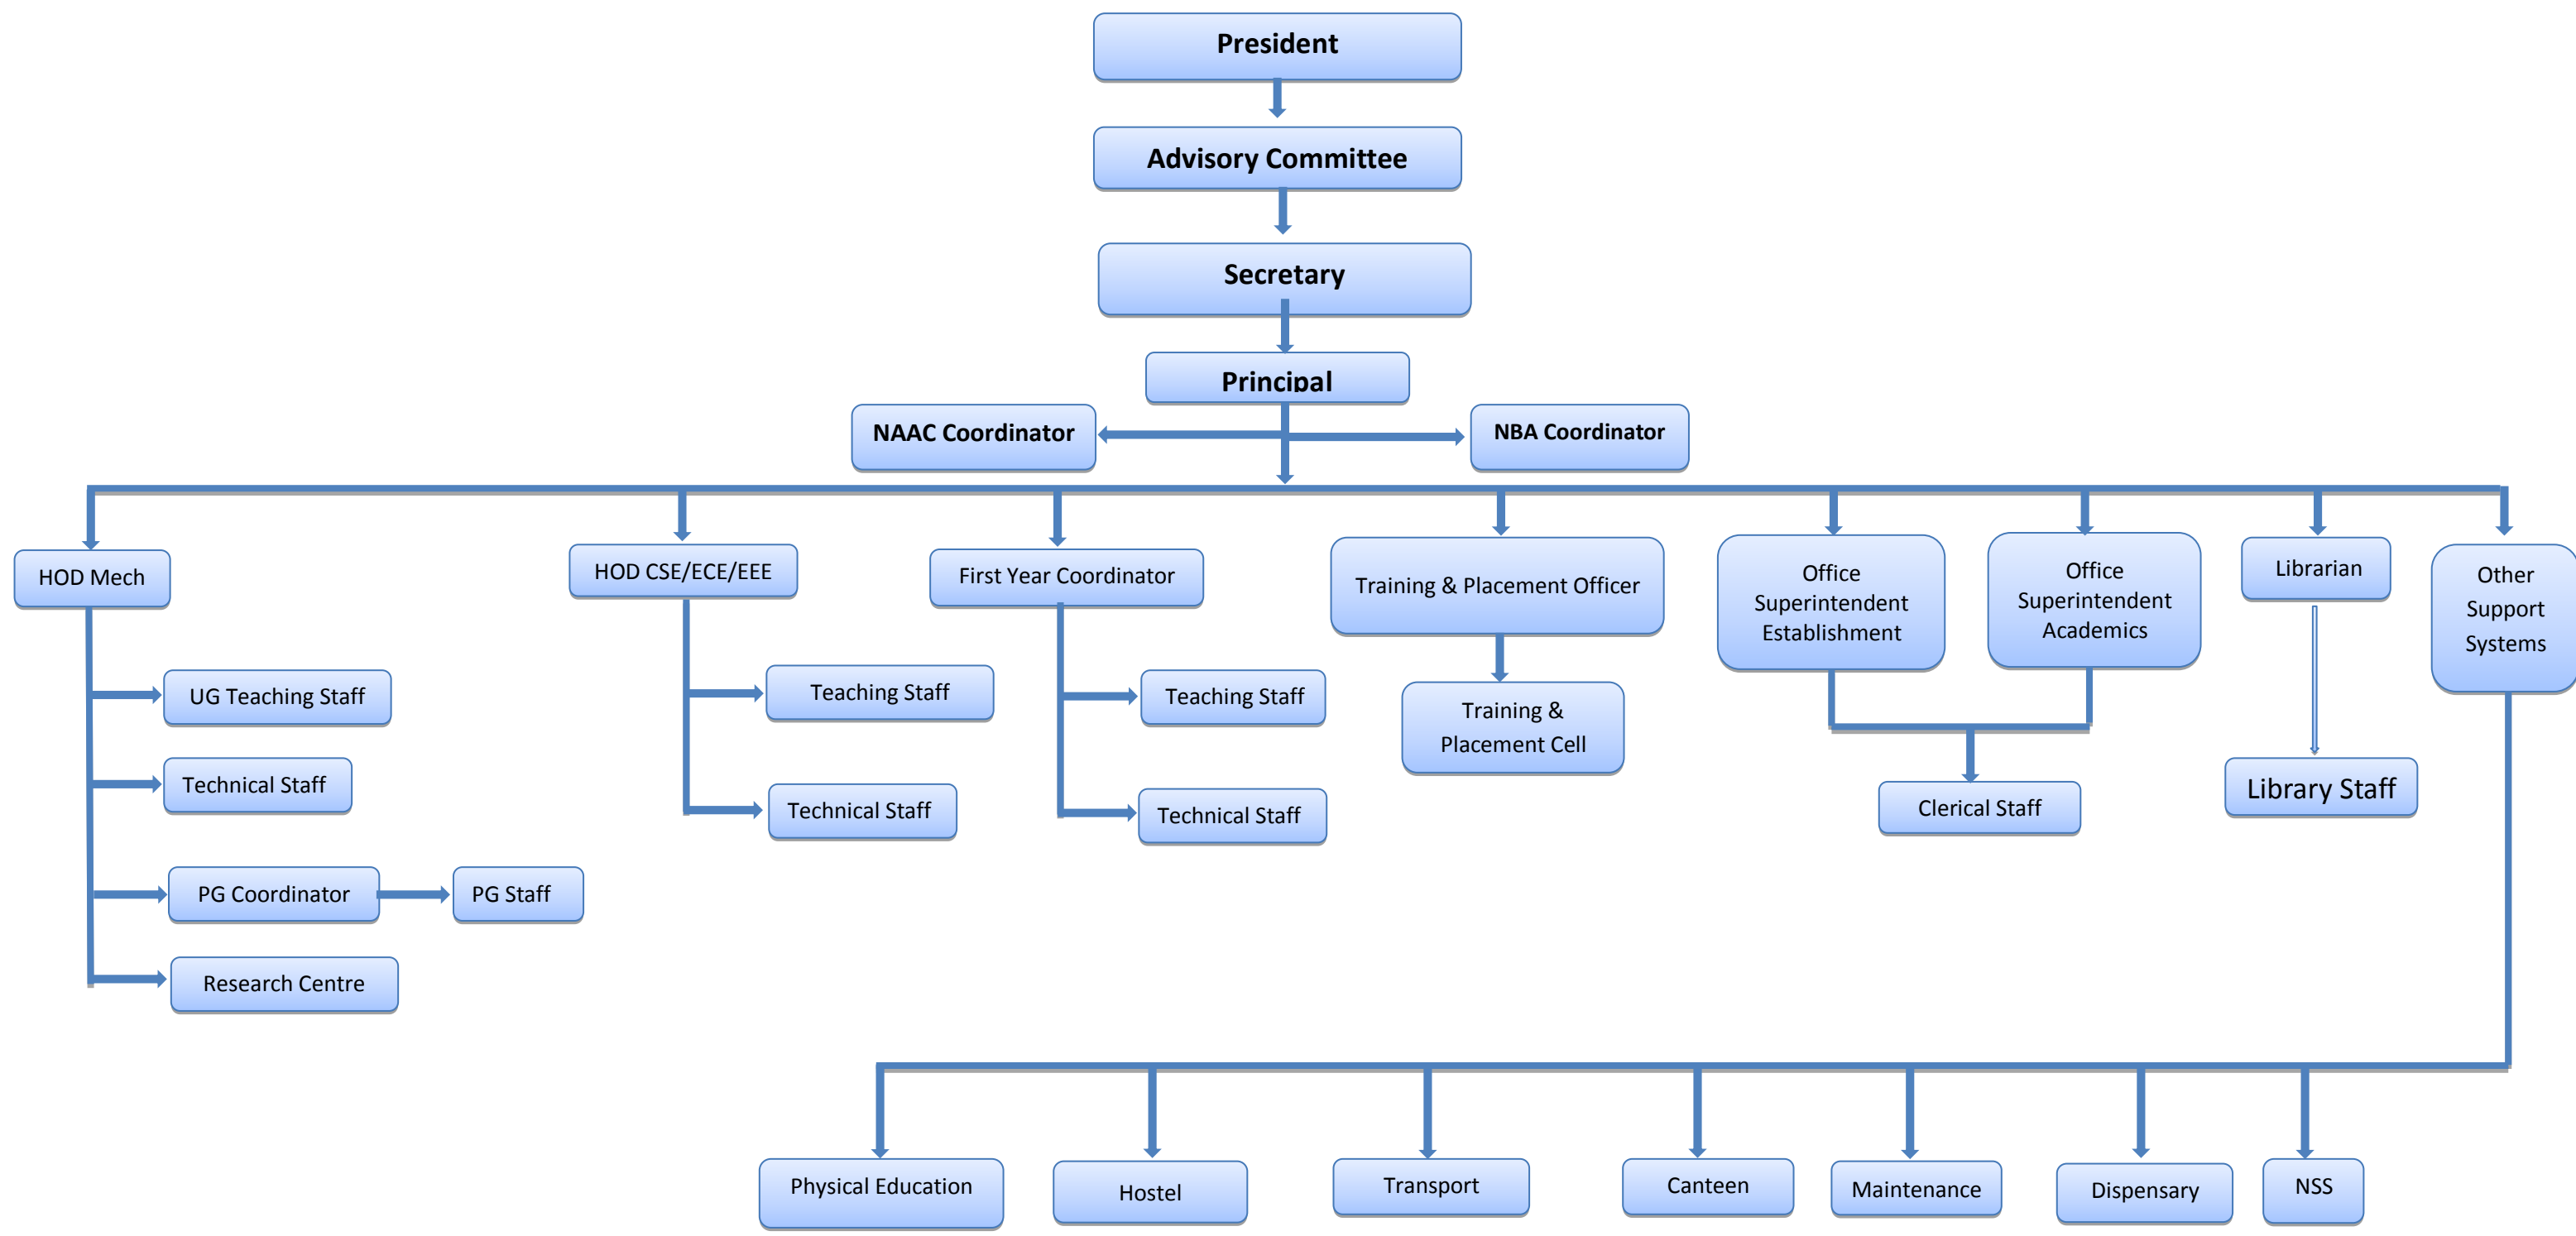 President
Advisory Committee
Secretary
Principal
NAAC Coordinator
NBA Coordinator
HOD Mech
HOD CSE/ECE/EEE
First Year Coordinator
Training & Placement Officer
Office
Superintendent
Establishment
Office
Superintendent
Academics
Librarian
Other
Support
Systems
UG Teaching Staff
Teaching Staff
Teaching Staff
Training &
Placement Cell
Technical Staff
Technical Staff
Technical Staff
Clerical Staff
Library Staff
PG Coordinator
PG Staff
Research Centre
Physical Education
Hostel
Transport
Canteen
Maintenance
Dispensary
NSS